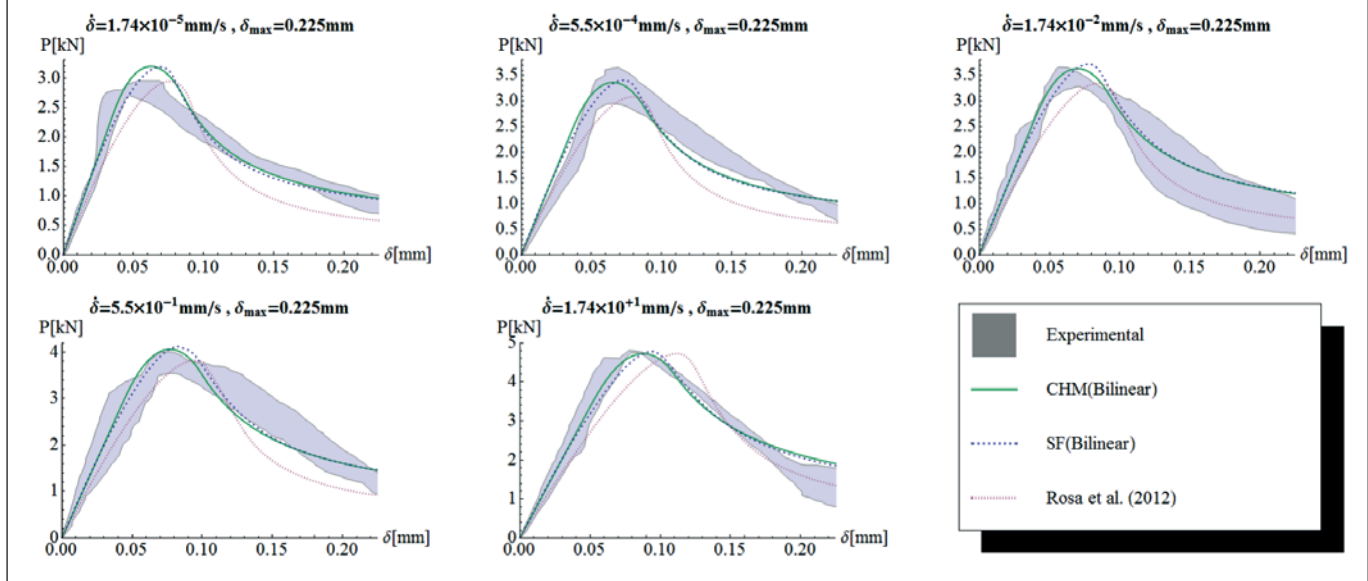 δ̇=1.74×10⁻⁵mm/s , δmax=0.225mm
P[kN]
3.0
2.5
2.0
1.5
1.0
0.5
0.0
0.00 0.05 0.10 0.15 0.20 δ[mm]
δ̇=5.5×10⁻⁴mm/s , δmax=0.225mm
P[kN]
3.5
3.0
2.5
2.0
1.5
1.0
0.5
0.0
0.00 0.05 0.10 0.15 0.20 δ[mm]
δ̇=1.74×10⁻²mm/s , δmax=0.225mm
P[kN]
3.5
3.0
2.5
2.0
1.5
1.0
0.5
0.0
0.00 0.05 0.10 0.15 0.20 δ[mm]
δ̇=5.5×10⁻¹mm/s , δmax=0.225mm
P[kN]
4
3
2
1
0
0.00 0.05 0.10 0.15 0.20 δ[mm]
δ̇=1.74×10⁺¹mm/s , δmax=0.225mm
P[kN]
5
4
3
2
1
0
0.00 0.05 0.10 0.15 0.20 δ[mm]
Experimental
CHM(Bilinear)
SF(Bilinear)
Rosa et al. (2012)